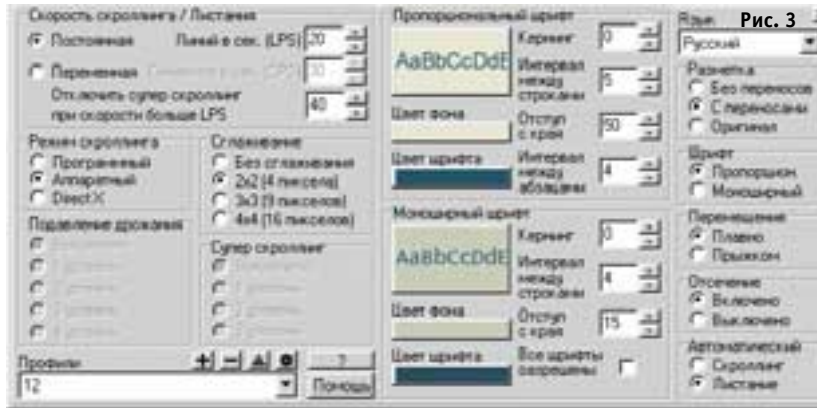 Рис. 3
Скорость скроллинга / Листания
Постоянная
Линий в сек. (LPS)
20
Переменная
30
Отключить супер скроллинг
при скорости больше LPS
40
Режим скроллинга
Програмный
Аппаратный
DirectX
Сглаживание
Без сглаживания
2x2 (4 пиксела)
3x3 (9 пикселов)
4x4 (16 пикселов)
Подавление дрожания
Супер скроллинг
Профили
+
?
12
Помощь
Пропорциональный шрифт
AaBbCcDdE
Кернинг
0
Интервал
между
строками
5
Цвет фона
Отступ
с края
50
Цвет шрифта
Интервал
между
абзацами
4
Моноширный шрифт
AaBbCcDdE
Кернинг
0
Интервал
между
строками
4
Цвет фона
Отступ
с края
15
Цвет шрифта
Все шрифты
разрешены
Язык
Русский
Разметка
Без переносов
С переносами
Оригинал
Шрифт
Пропорцион.
Моноширный
Перемещение
Плавно
Прыжком
Отсечение
Включено
Выключено
Автоматический
Скроллинг
Листание